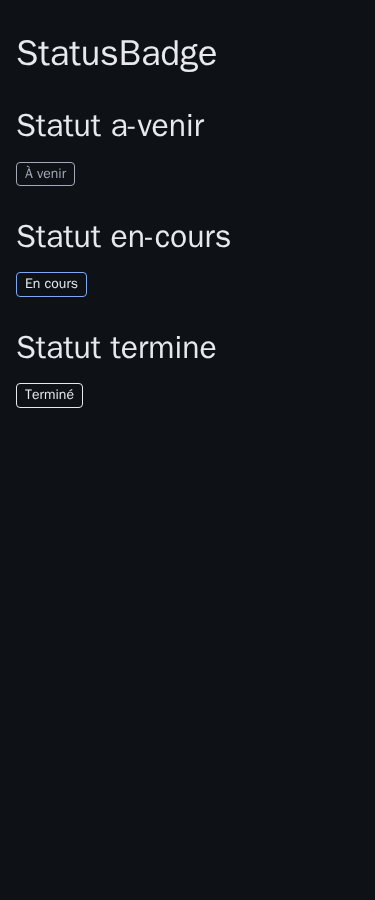 StatusBadge
Statut a-venir
À venir
Statut en-cours
En cours
Statut termine
Terminé